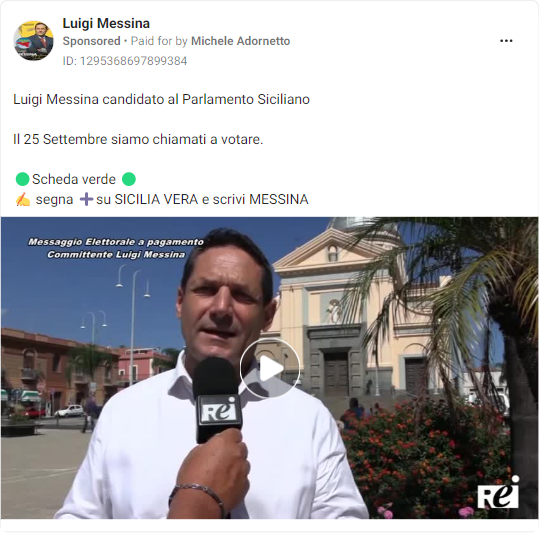 Luigi Messina
Sponsored • Paid for by Michele Adornetto
ID: 1295368697899384
Luigi Messina candidato al Parlamento Siciliano
Il 25 Settembre siamo chiamati a votare.
Scheda verde
segna ➕su SICILIA VERA e scrivi MESSINA
Messaggio Elettorale a pagamento
Committente Luigi Messina
REi
REi